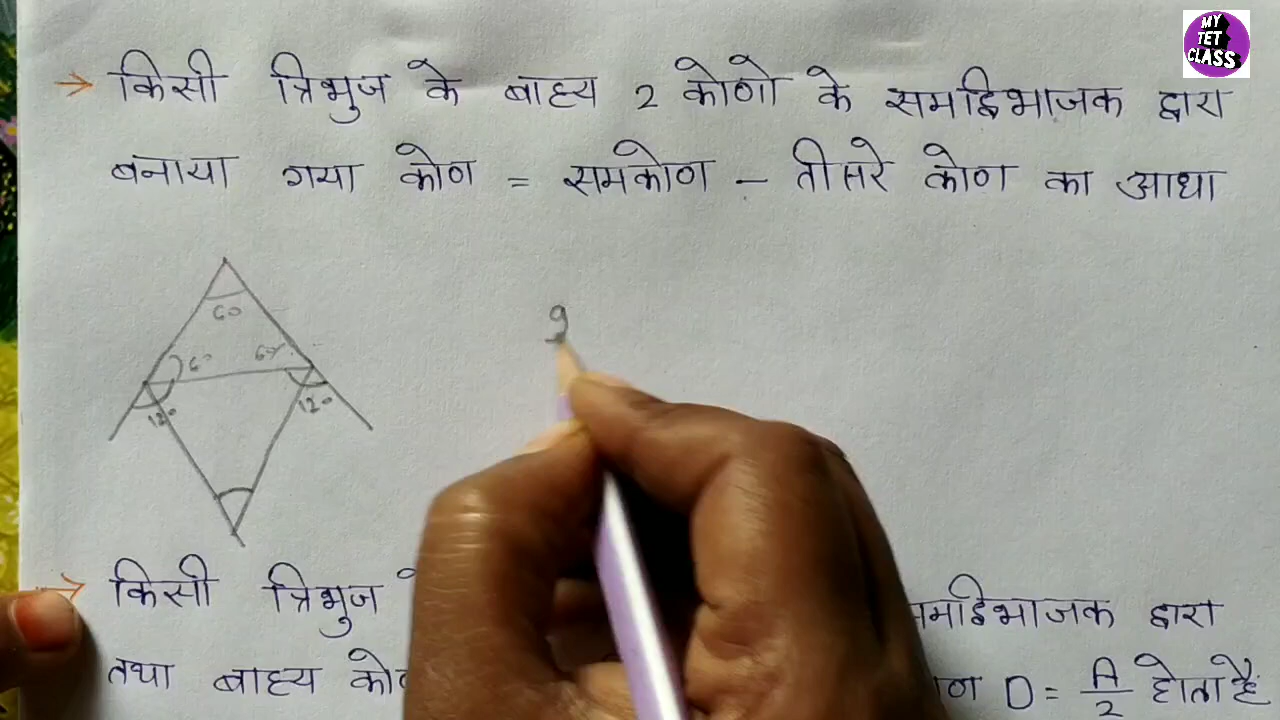 MY
TET
CLASS
→ किसी त्रिभुज के बाह्य 2 कोणो के समद्विभाजक द्वारा
बनाया गया कोण = समकोण - तीसरे कोण का आधा
60
60 60
120 120
9
→ किसी त्रिभुज समद्विभाजक द्वारा
तथा बाह्य D = A/2 होता है